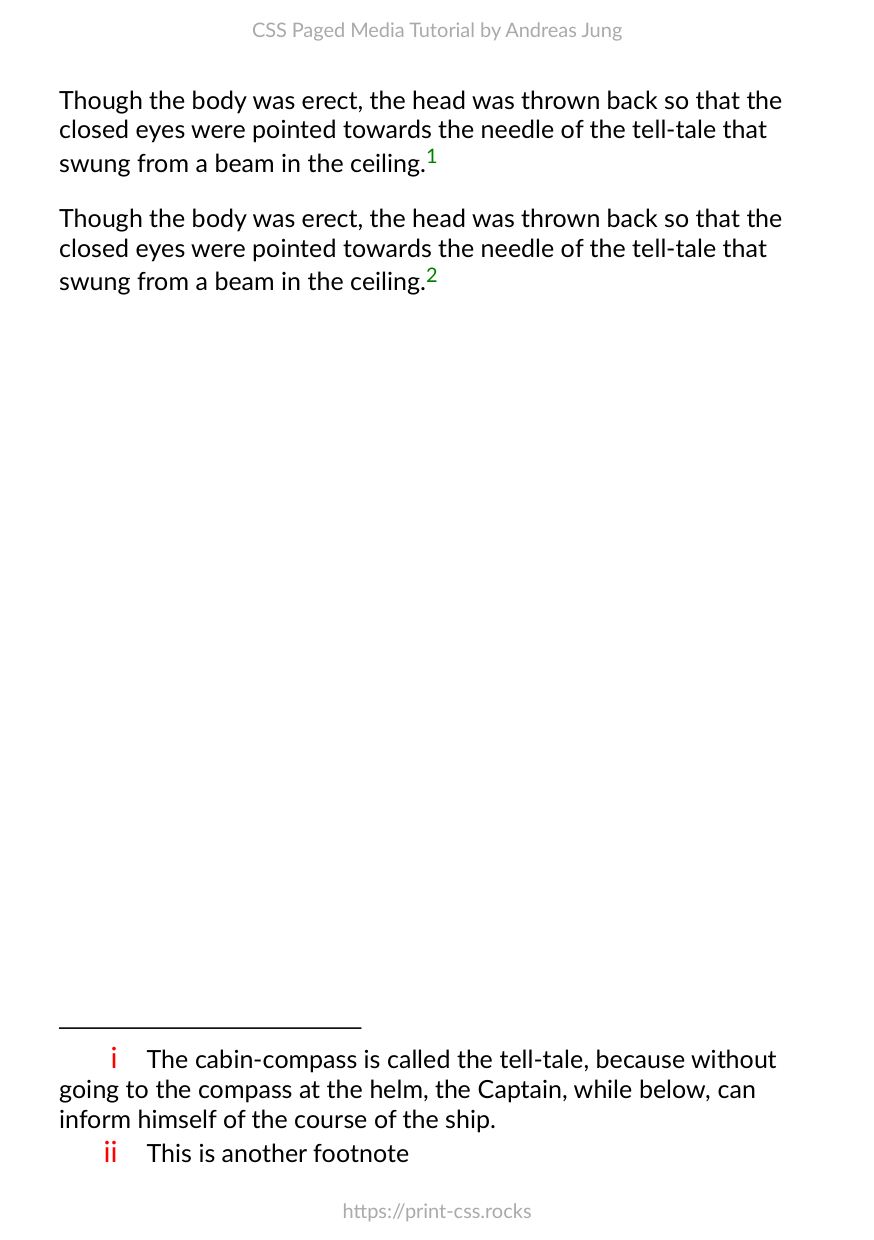 CSS Paged Media Tutorial by Andreas Jung
Though the body was erect, the head was thrown back so that the
closed eyes were pointed towards the needle of the tell-tale that
swung from a beam in the ceiling.1
Though the body was erect, the head was thrown back so that the
closed eyes were pointed towards the needle of the tell-tale that
swung from a beam in the ceiling.2
i The cabin-compass is called the tell-tale, because without
going to the compass at the helm, the Captain, while below, can
inform himself of the course of the ship.
ii This is another footnote
https://print-css.rocks